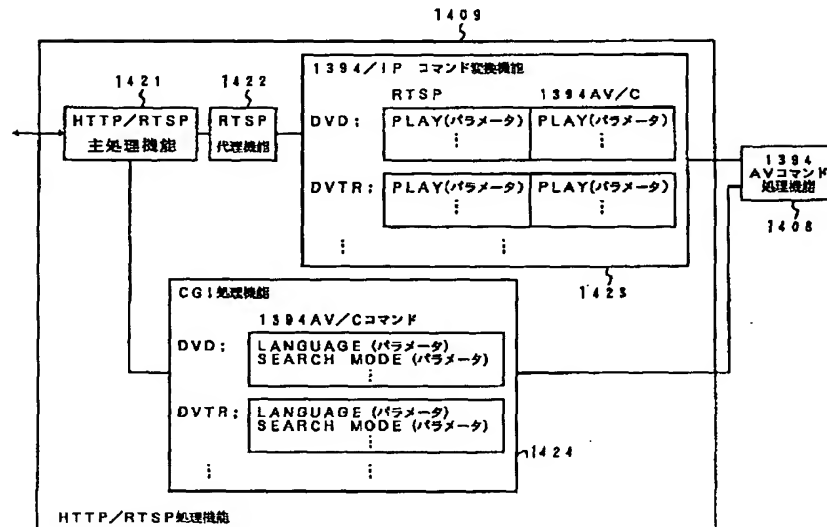 1409
1421
1422
HTTP/RTSP
主処理機能
RTSP
代理機能
1394/IP コマンド変換機能
RTSP 1394AV/C
DVD; PLAY(パラメータ) PLAY(パラメータ)
DVTR; PLAY(パラメータ) PLAY(パラメータ)
1423
1394
AVコマンド
処理機能
1408
CGI処理機能
1394AV/Cコマンド
DVD; LANGUAGE (パラメータ)
SEARCH MODE (パラメータ)
DVTR; LANGUAGE (パラメータ)
SEARCH MODE (パラメータ)
1424
HTTP/RTSP処理機能